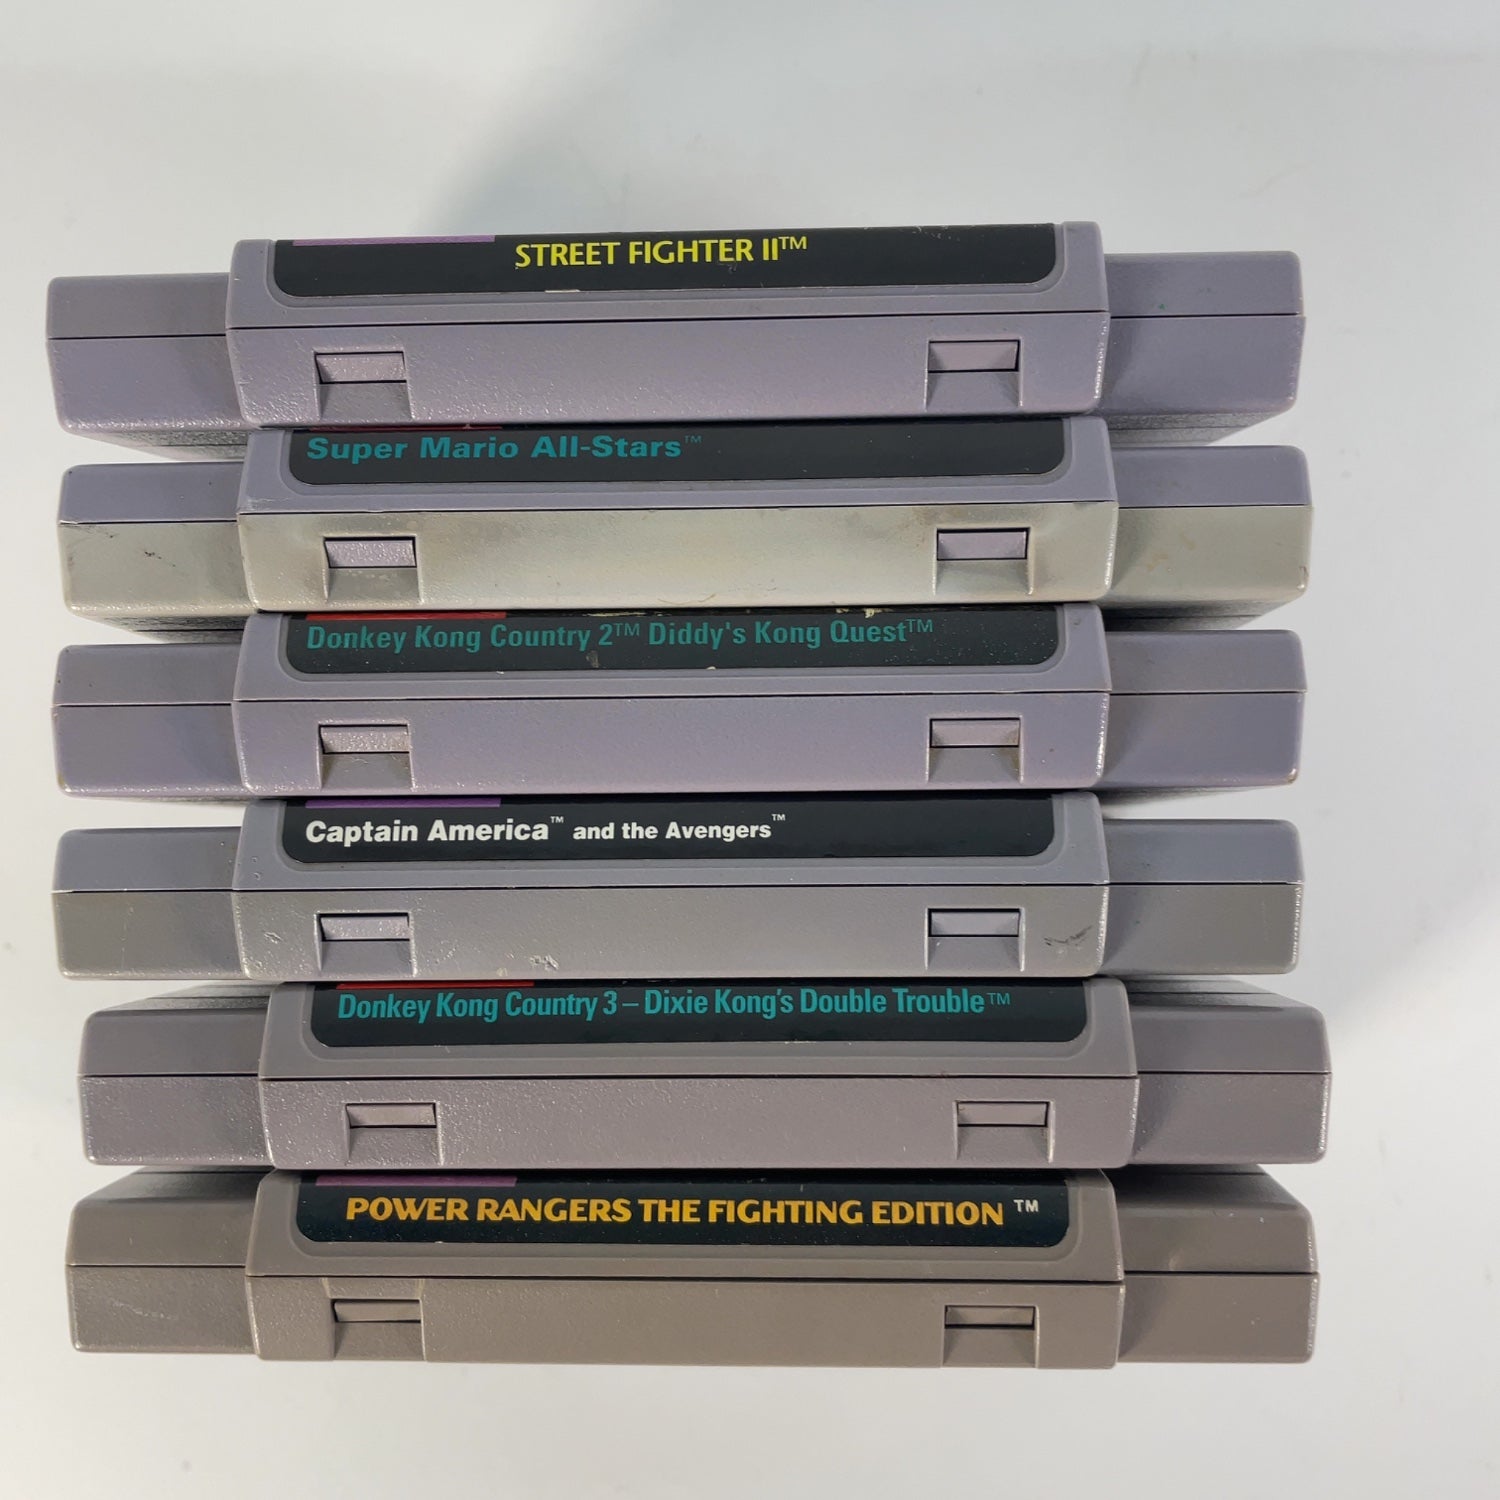 STREET FIGHTER II™
Super Mario All-Stars™
Donkey Kong Country 2™ Diddy's Kong Quest™
Captain America™ and the Avengers™
Donkey Kong Country 3 – Dixie Kong's Double Trouble™
POWER RANGERS THE FIGHTING EDITION ™